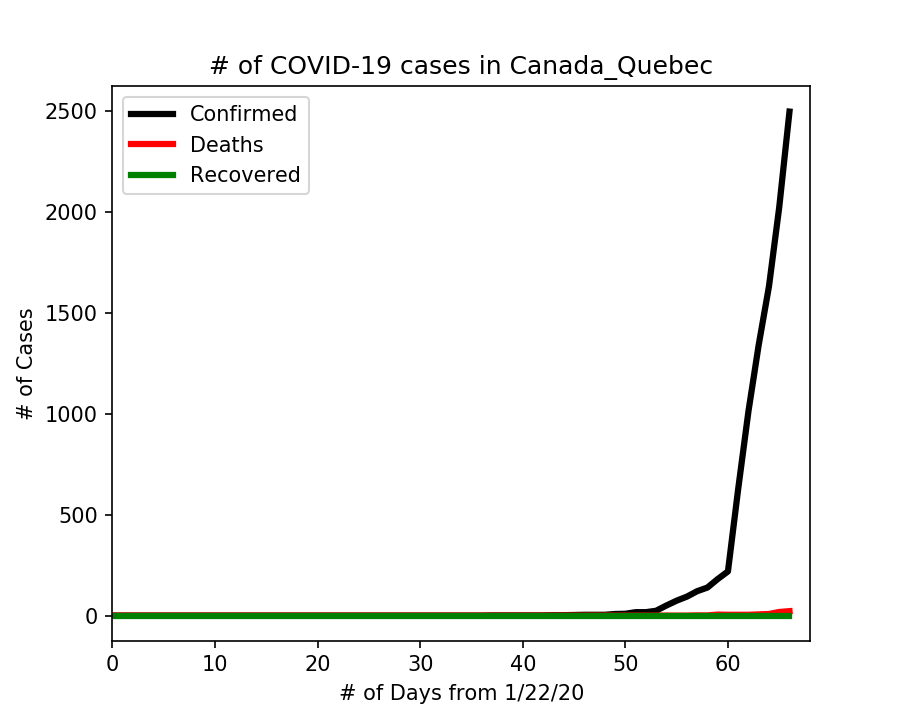 # of COVID-19 cases in Canada_Quebec
Confirmed
Deaths
Recovered
# of Cases
2500
2000
1500
1000
500
0
0 10 20 30 40 50 60
# of Days from 1/22/20